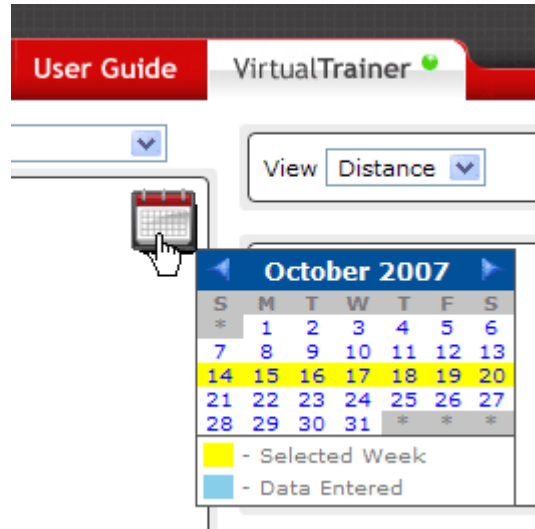 User Guide
VirtualTrainer
View Distance
October 2007
S M T W T F S
* 1 2 3 4 5 6
7 8 9 10 11 12 13
14 15 16 17 18 19 20
21 22 23 24 25 26 27
28 29 30 31 * * *
- Selected Week
- Data Entered